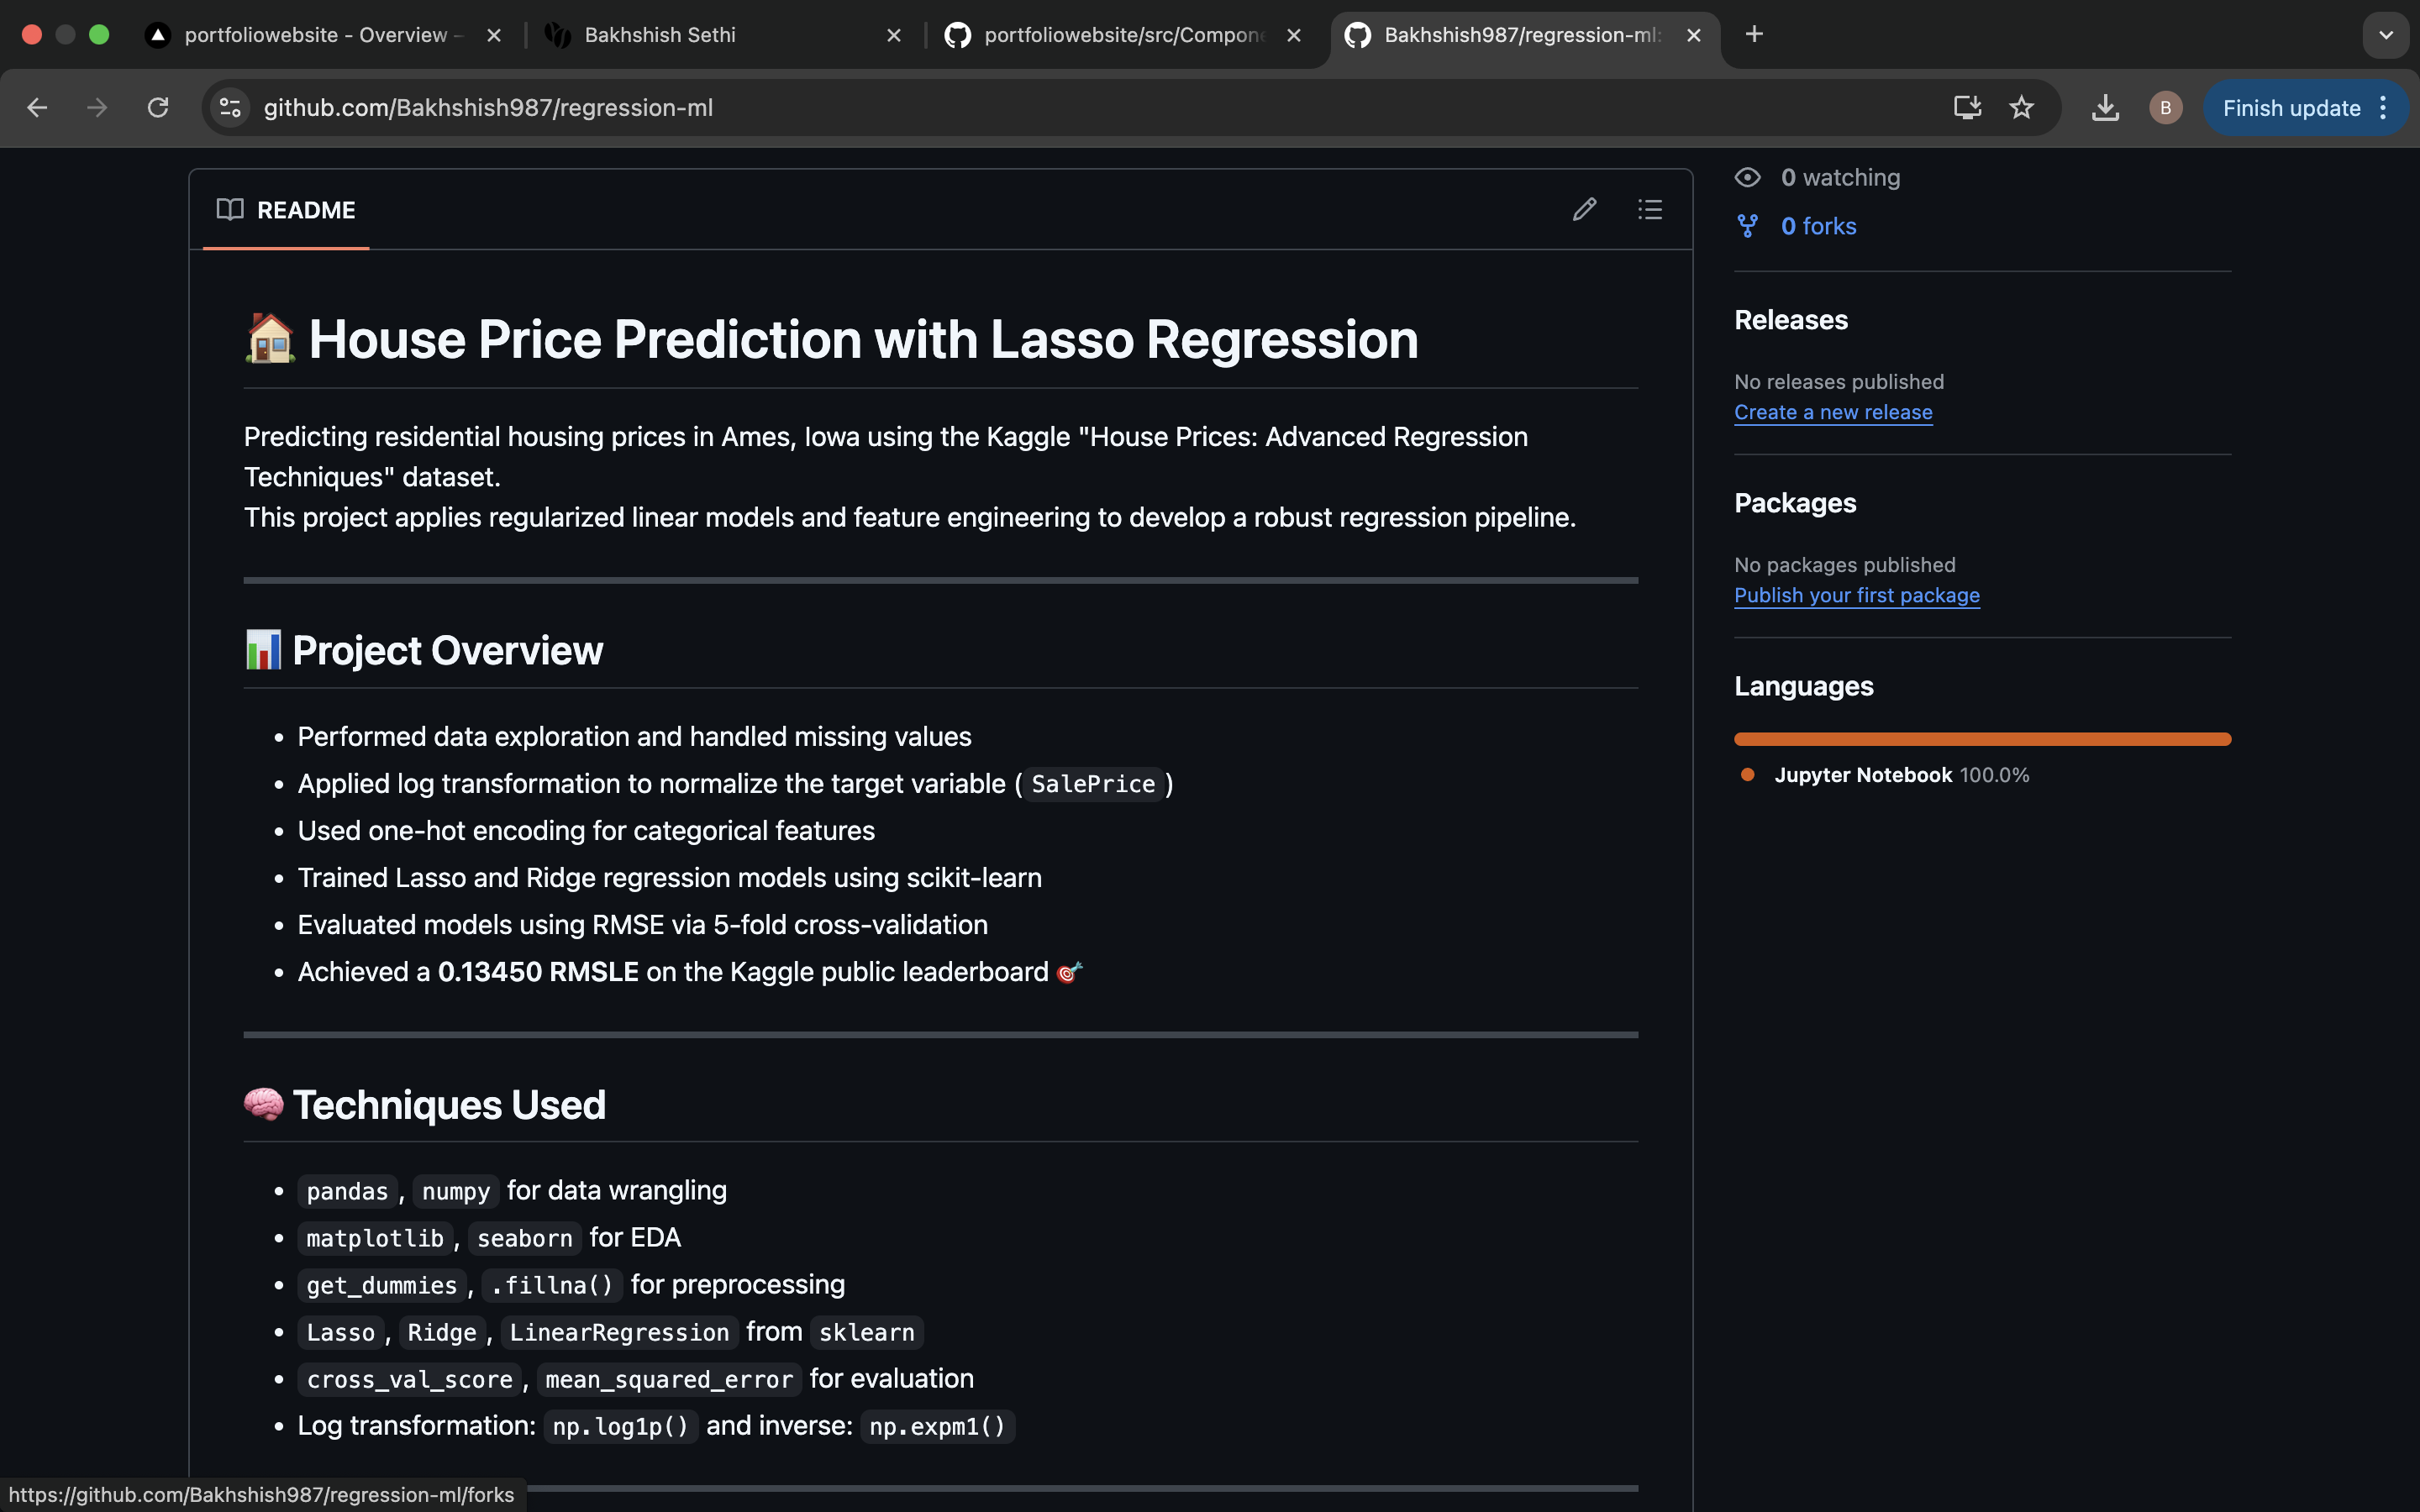 portfoliowebsite - Overview –
Bakhshish Sethi
portfoliowebsite/src/Compone
Bakhshish987/regression-ml:
github.com/Bakhshish987/regression-ml
B
Finish update
README
0 watching
0 forks
House Price Prediction with Lasso Regression
Predicting residential housing prices in Ames, Iowa using the Kaggle "House Prices: Advanced Regression
Techniques" dataset.
This project applies regularized linear models and feature engineering to develop a robust regression pipeline.
Releases
No releases published
Create a new release
Packages
No packages published
Publish your first package
Languages
Jupyter Notebook 100.0%
Project Overview
Performed data exploration and handled missing values
Applied log transformation to normalize the target variable ( SalePrice )
Used one-hot encoding for categorical features
Trained Lasso and Ridge regression models using scikit-learn
Evaluated models using RMSE via 5-fold cross-validation
Achieved a 0.13450 RMSLE on the Kaggle public leaderboard
Techniques Used
pandas , numpy for data wrangling
matplotlib , seaborn for EDA
get_dummies , .fillna() for preprocessing
Lasso , Ridge , LinearRegression from sklearn
cross_val_score , mean_squared_error for evaluation
Log transformation: np.log1p() and inverse: np.expm1()
https://github.com/Bakhshish987/regression-ml/forks